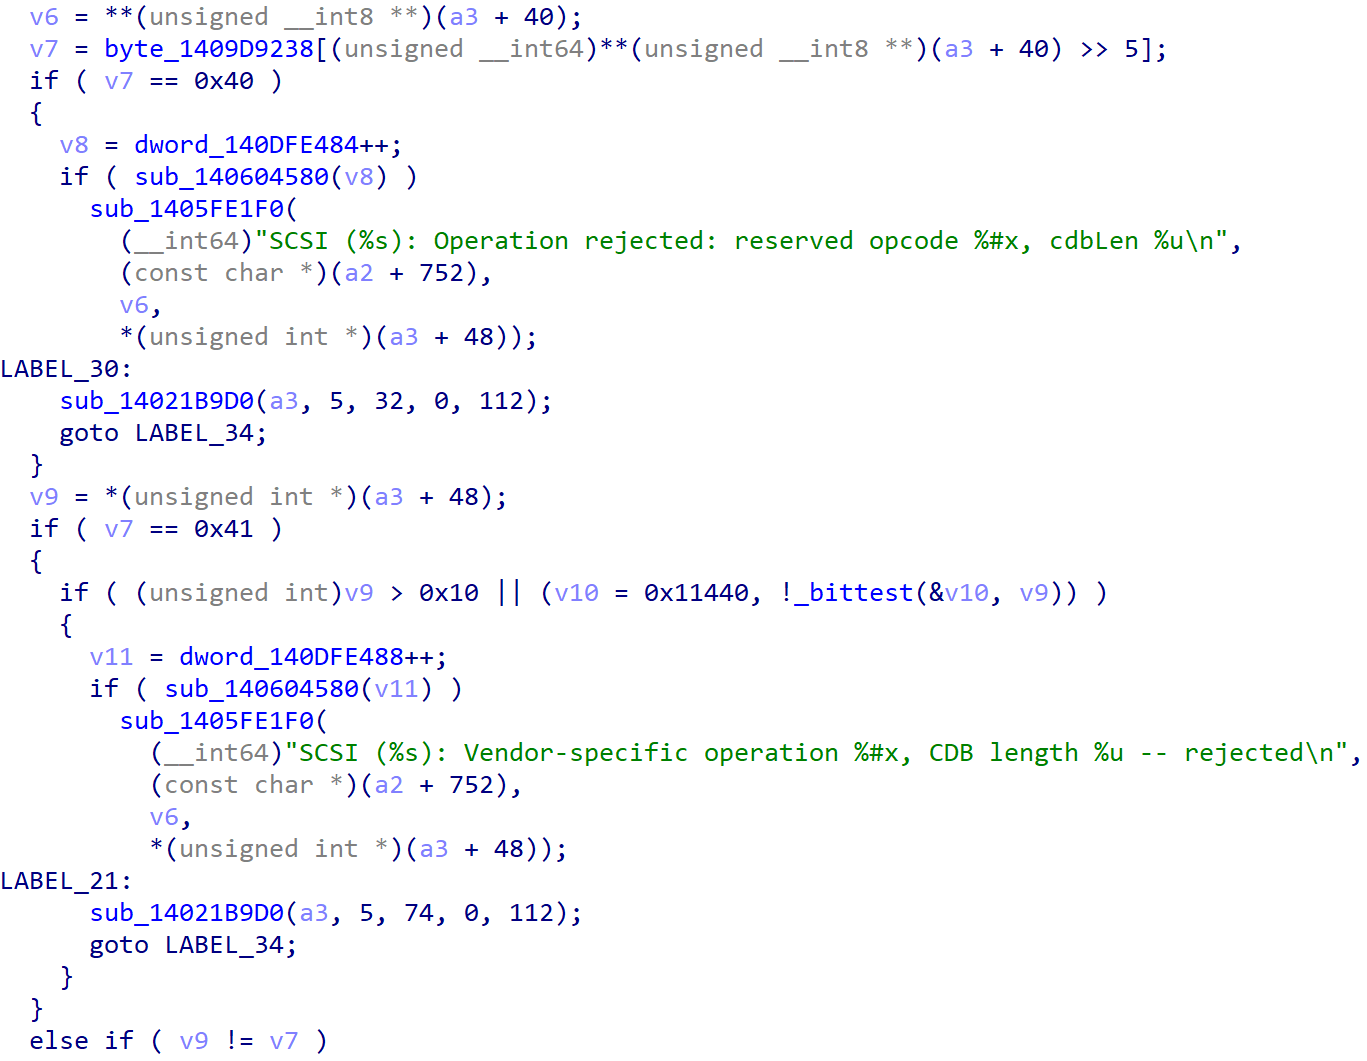 v6 = **(unsigned __int8 **)(a3 + 40);
v7 = byte_1409D9238[(unsigned __int64)**(unsigned __int8 **)(a3 + 40) >> 5];
if ( v7 == 0x40 )
{
v8 = dword_140DFE484++;
if ( sub_140604580(v8) )
sub_1405FE1F0(
(__int64)"SCSI (%s): Operation rejected: reserved opcode %#x, cdbLen %u\n",
(const char *)(a2 + 752),
v6,
*(unsigned int *)(a3 + 48));
LABEL_30:
sub_14021B9D0(a3, 5, 32, 0, 112);
goto LABEL_34;
}
v9 = *(unsigned int *)(a3 + 48);
if ( v7 == 0x41 )
{
if ( (unsigned int)v9 > 0x10 || (v10 = 0x11440, !_bittest(&v10, v9)) )
{
v11 = dword_140DFE488++;
if ( sub_140604580(v11) )
sub_1405FE1F0(
(__int64)"SCSI (%s): Vendor-specific operation %#x, CDB length %u -- rejected\n",
(const char *)(a2 + 752),
v6,
*(unsigned int *)(a3 + 48));
LABEL_21:
sub_14021B9D0(a3, 5, 74, 0, 112);
goto LABEL_34;
}
}
else if ( v9 != v7 )